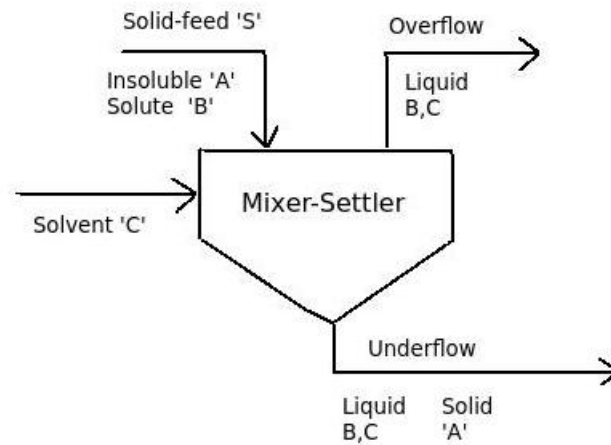 Solid-feed 'S'
Overflow
Insoluble 'A'
Solute 'B'
Liquid
B,C
Mixer-Settler
Solvent 'C'
Underflow
Liquid Solid
B,C 'A'